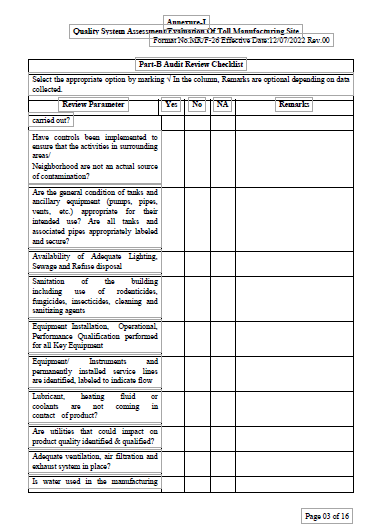 Annexure-I
Quality System Assessment/Evaluation Of Toll Manufacturing Site
Format No.MR/F-26 Effective Date:12/07/2022 Rev.00
Part-B Audit Review Checklist
Select the appropriate option by marking √ In the column, Remarks are optional depending on data
collected.
Review Parameter Yes No NA Remarks
carried out?
Have controls been implemented to
ensure that the activities in surrounding
areas/
Neighborhood are not an actual source
of contamination?
Are the general condition of tanks and
ancillary equipment (pumps, pipes,
vents, etc.) appropriate for their
intended use? Are all tanks and
associated pipes appropriately labeled
and secure?
Availability of Adequate Lighting,
Sewage and Refuse disposal
Sanitation of the building
including use of rodenticides,
fungicides, insecticides, cleaning and
sanitizing agents
Equipment Installation, Operational,
Performance Qualification performed
for all Key Equipment
Equipment/ Instruments and
permanently installed service lines
are identified, labeled to indicate flow
Lubricant, heating fluid or
coolants are not coming in
contact of product?
Are utilities that could impact on
product quality identified & qualified?
Adequate ventilation, air filtration and
exhaust system in place?
Is water used in the manufacturing
Page 03 of 16